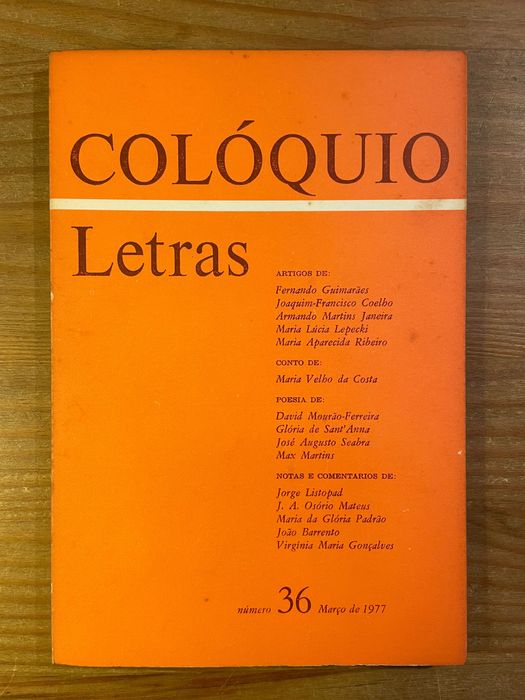 COLÓQUIO
Letras
ARTIGOS DE:
Fernando Guimarães
Joaquim-Francisco Coelho
Armando Martins Janeira
Maria Lúcia Lepecki
Maria Aparecida Ribeiro
CONTO DE:
Maria Velho da Costa
POESIA DE:
David Mourão-Ferreira
Glória de Sant'Anna
José Augusto Seabra
Max Martins
NOTAS E COMENTARIOS DE:
Jorge Listopad
J. A. Osório Mateus
Maria da Glória Padrão
João Barrento
Virgínia Maria Gonçalves
número 36 Março de 1977